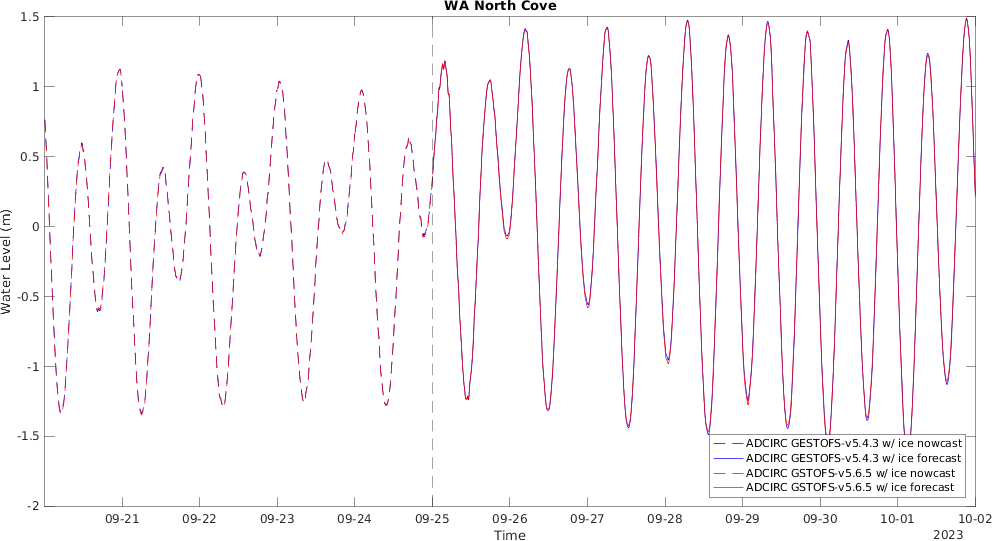 WA North Cove
1.5
1
0.5
0
-0.5
-1
-1.5
-2
Water Level (m)
ADCIRC GESTOFS-v5.4.3 w/ ice nowcast
ADCIRC GESTOFS-v5.4.3 w/ ice forecast
ADCIRC GSTOFS-v5.6.5 w/ ice nowcast
ADCIRC GSTOFS-v5.6.5 w/ ice forecast
09-21 09-22 09-23 09-24 09-25 09-26 09-27 09-28 09-29 09-30 10-01 10-02
Time
2023